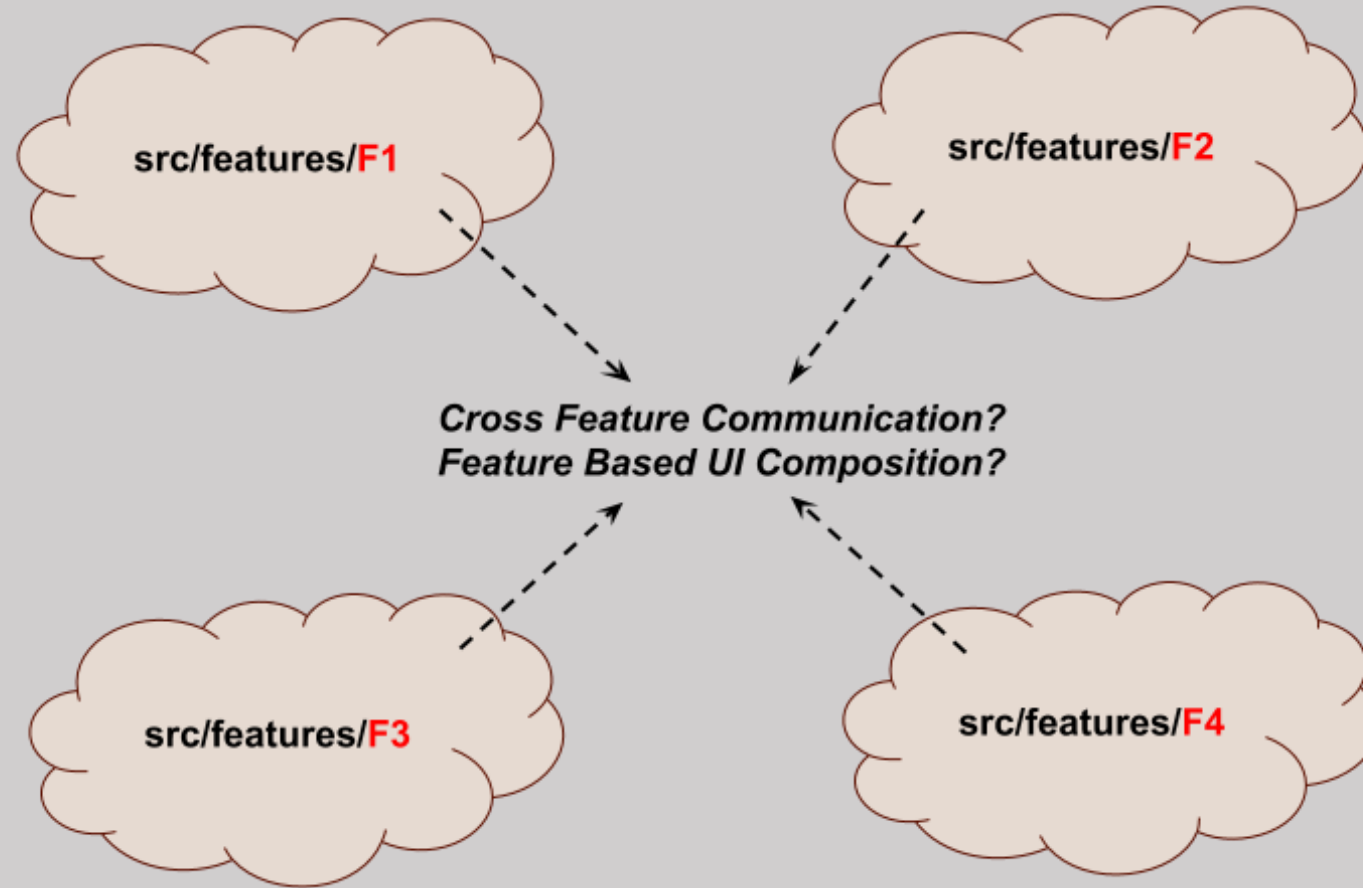 src/features/F1
src/features/F2
Cross Feature Communication?
Feature Based UI Composition?
src/features/F3
src/features/F4